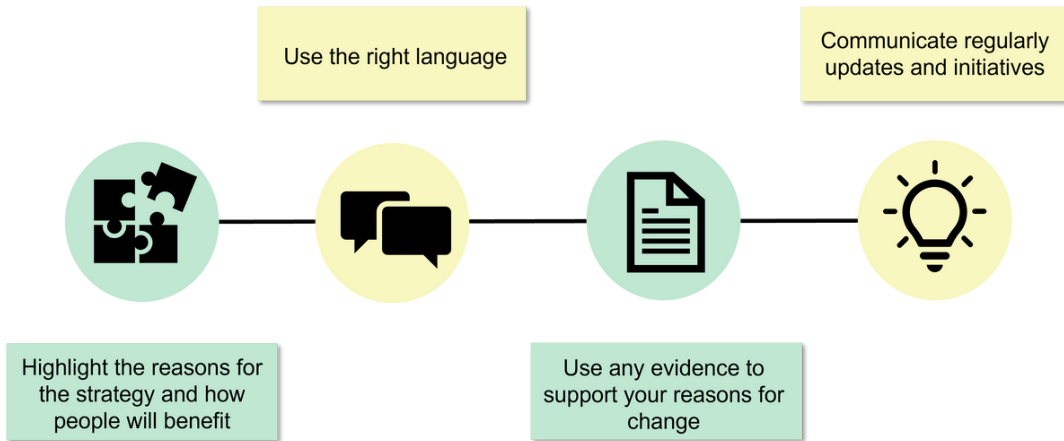 Use the right language
Communicate regularly
updates and initiatives
Highlight the reasons for
the strategy and how
people will benefit
Use any evidence to
support your reasons for
change